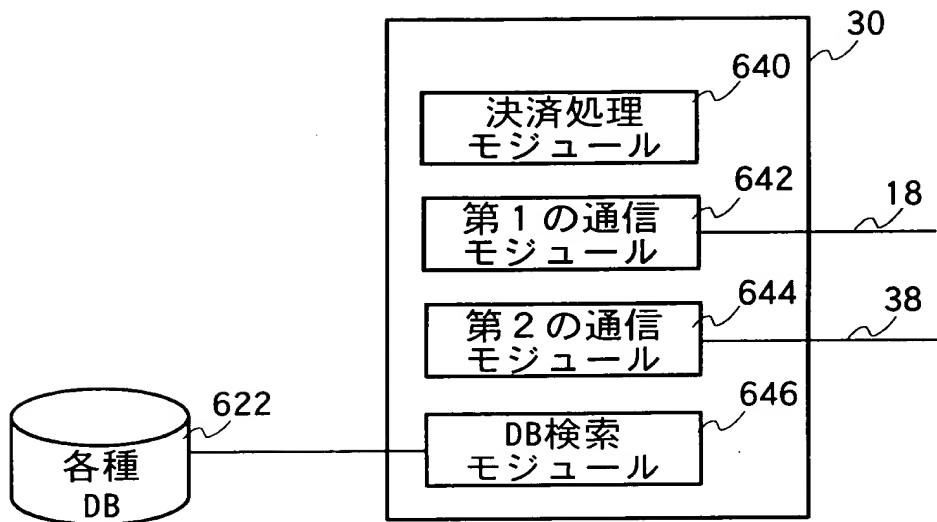 30
640
決済処理
モジュール
642
第1の通信
モジュール
18
644
第2の通信
モジュール
38
646
DB検索
モジュール
622
各種
DB